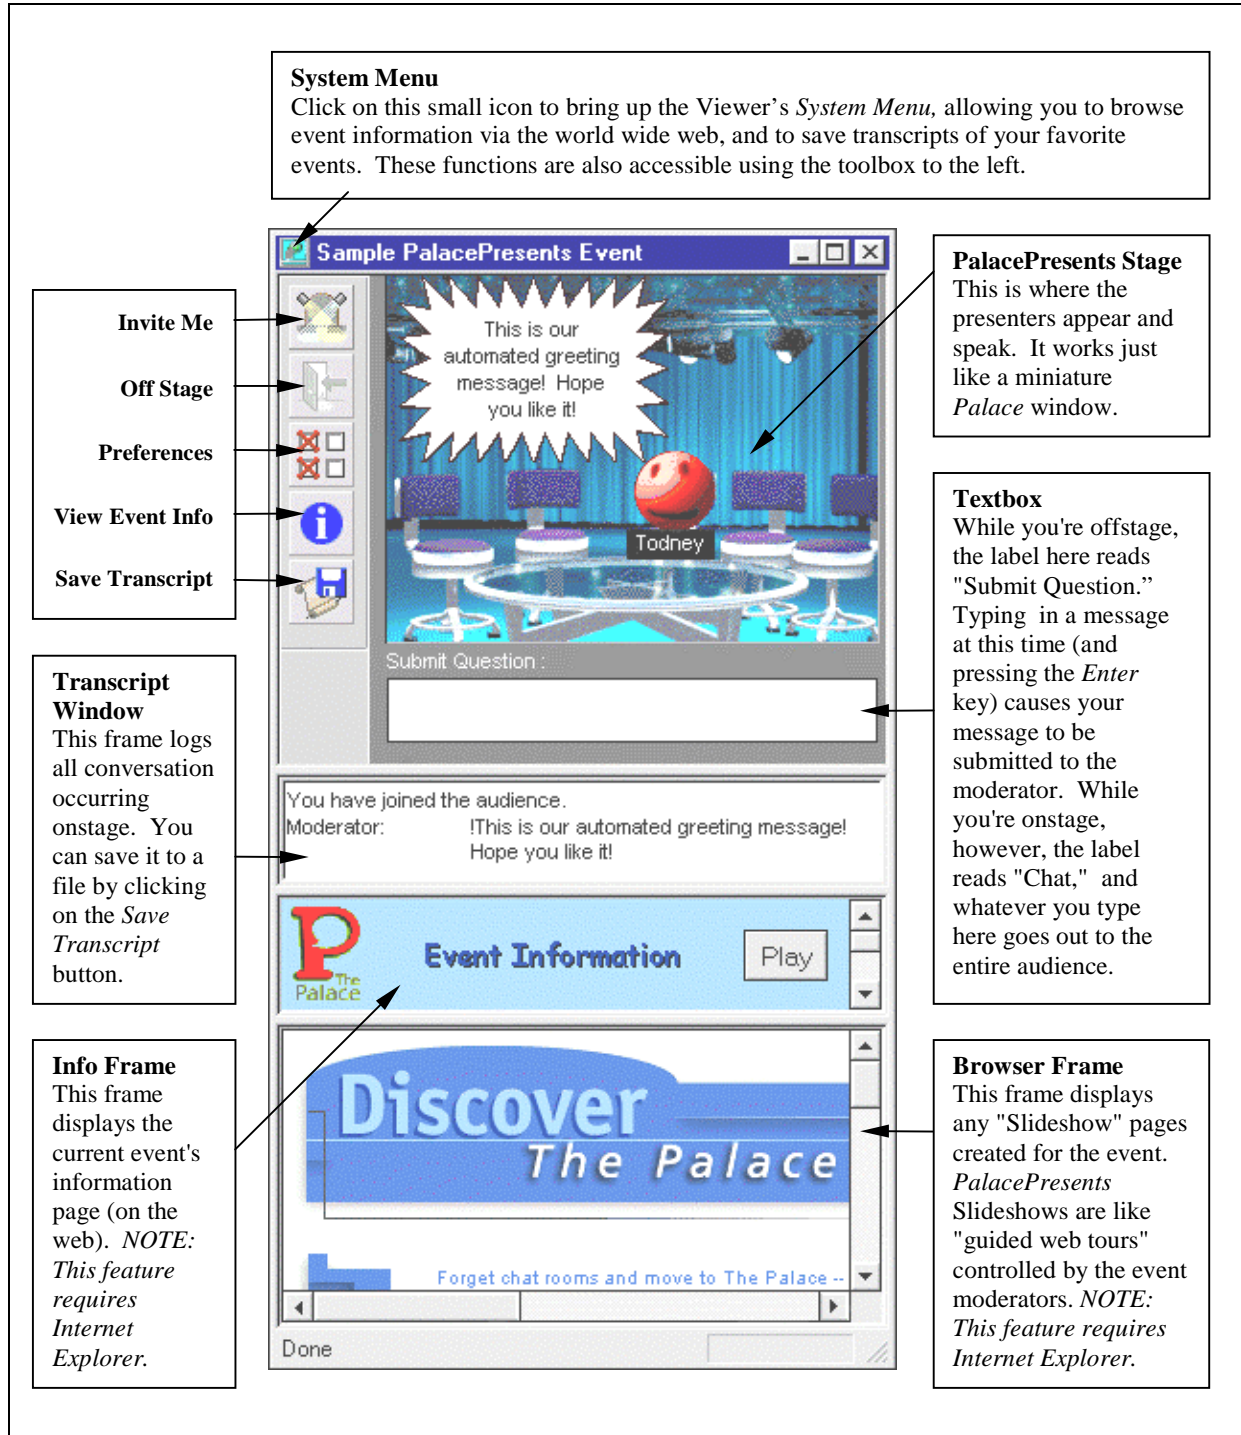 System Menu
Click on this small icon to bring up the Viewer’s System Menu, allowing you to browse
event information via the world wide web, and to save transcripts of your favorite
events.  These functions are also accessible using the toolbox to the left.
Sample PalacePresents Event
Invite Me
Off Stage
Preferences
View Event Info
Save Transcript
This is our
automated greeting
message!  Hope
you like it!
Todney
Submit Question :
PalacePresents Stage
This is where the
presenters appear and
speak.  It works just
like a miniature
Palace window.
Textbox
While you're offstage,
the label here reads
"Submit Question.”
Typing  in a message
at this time (and
pressing the Enter
key) causes your
message to be
submitted to the
moderator.  While
you're onstage,
however, the label
reads "Chat,"  and
whatever you type
here goes out to the
entire audience.
Transcript
Window
This frame logs
all conversation
occurring
onstage.  You
can save it to a
file by clicking
on the Save
Transcript
button.
You have joined the audience.
Moderator: !This is our automated greeting message!
Hope you like it!
P
The
Palace
Event Information
Play
Info Frame
This frame
displays the
current event's
information
page (on the
web).  NOTE:
This feature
requires
Internet
Explorer.
Discover
The Palace
Forget chat rooms and move to The Palace --
Done
Browser Frame
This frame displays
any "Slideshow" pages
created for the event.
PalacePresents
Slideshows are like
"guided web tours"
controlled by the event
moderators. NOTE:
This feature requires
Internet Explorer.